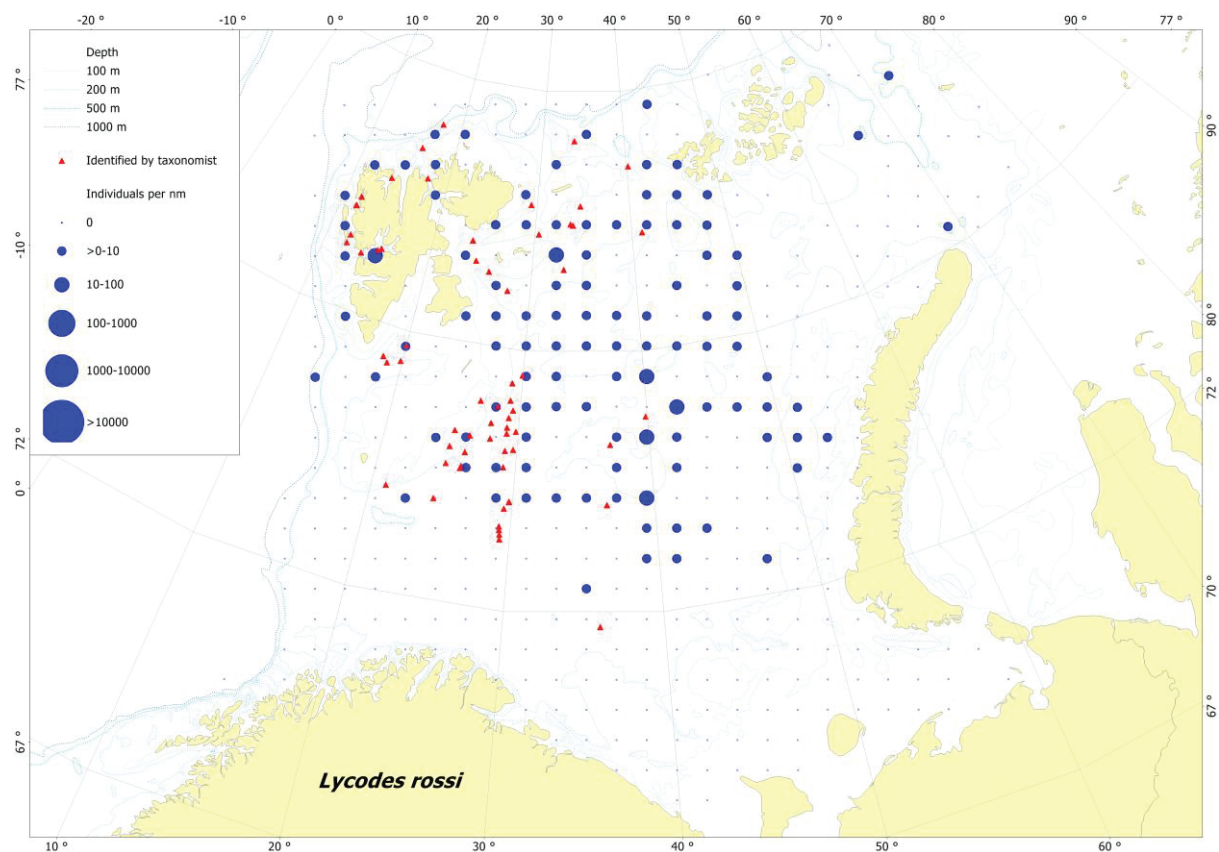 -20 ° -10 ° 0 ° 10 ° 20 ° 30 ° 40 ° 50 ° 60 ° 70 ° 80 ° 90 ° 77 °
Depth
100 m
200 m
500 m
1000 m
Identified by taxonomist
Individuals per nm
0
>0-10
10-100
100-1000
1000-10000
>10000
77 °
-10 °
72 °
0 °
67 °
90 °
80 °
72 °
70 °
67 °
Lycodes rossi
10 ° 20 ° 30 ° 40 ° 50 ° 60 °